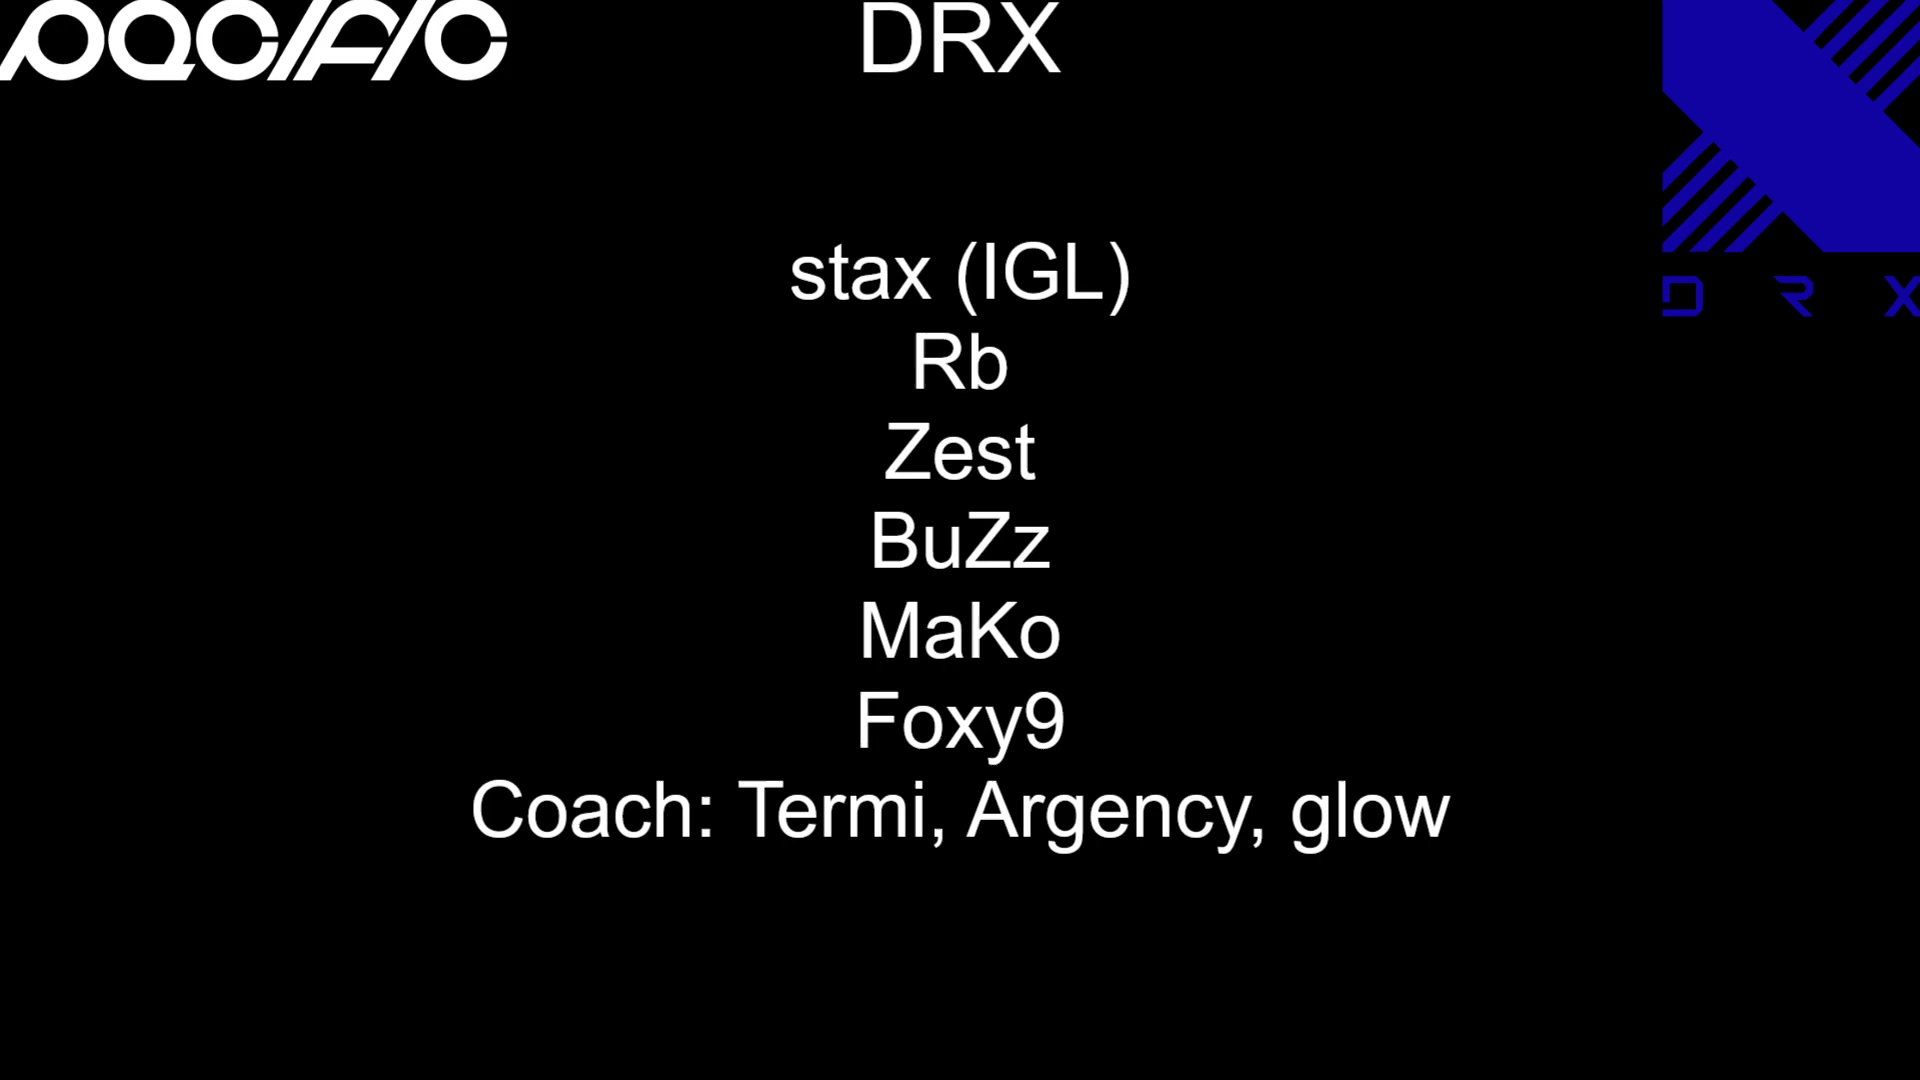 PACIFIC
DRX
DRX
stax (IGL)
Rb
Zest
BuZz
MaKo
Foxy9
Coach: Termi, Argency, glow